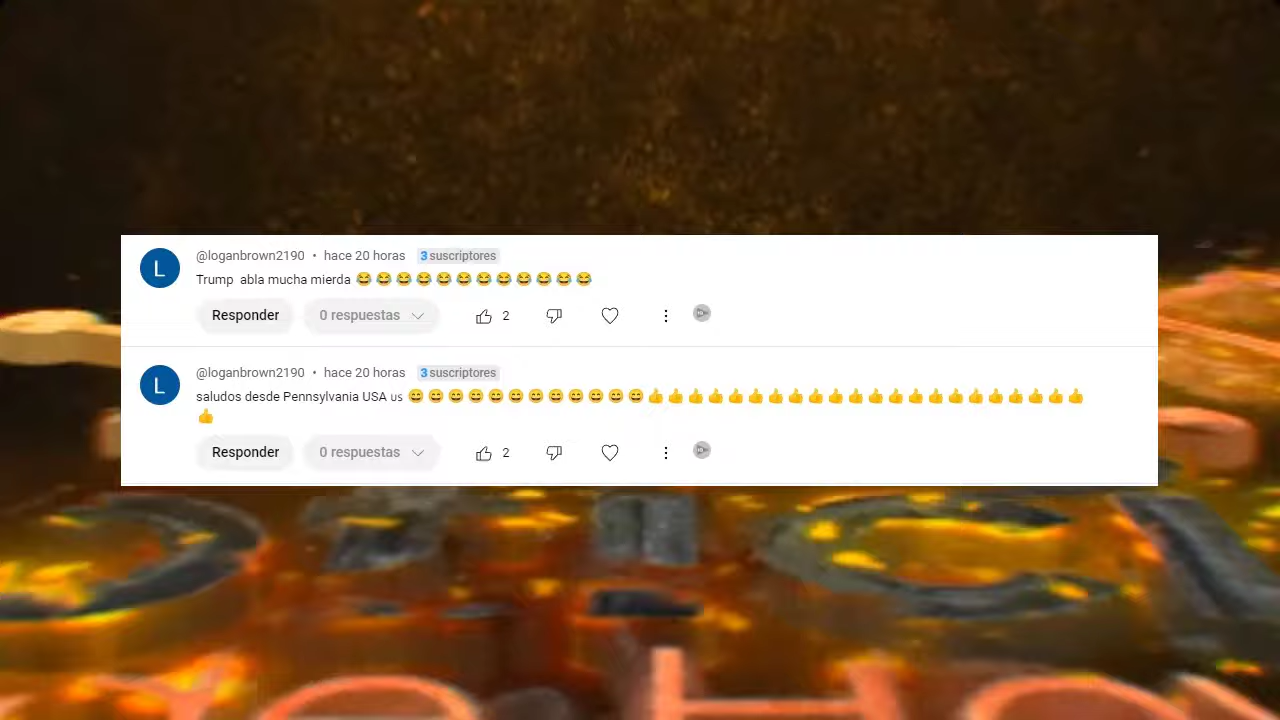 @loganbrown2190 • hace 20 horas 3 suscriptores
Trump abla mucha mierda 😂😂😂😂😂😂😂😂😂😂😂😂
Responder 0 respuestas 2
@loganbrown2190 • hace 20 horas 3 suscriptores
saludos desde Pennsylvania USA us 😄😄😄😄😄😄😄😄😄😄😄😄👍👍👍👍👍👍👍👍👍👍👍👍👍👍👍👍👍👍👍👍👍👍
👍
Responder 0 respuestas 2